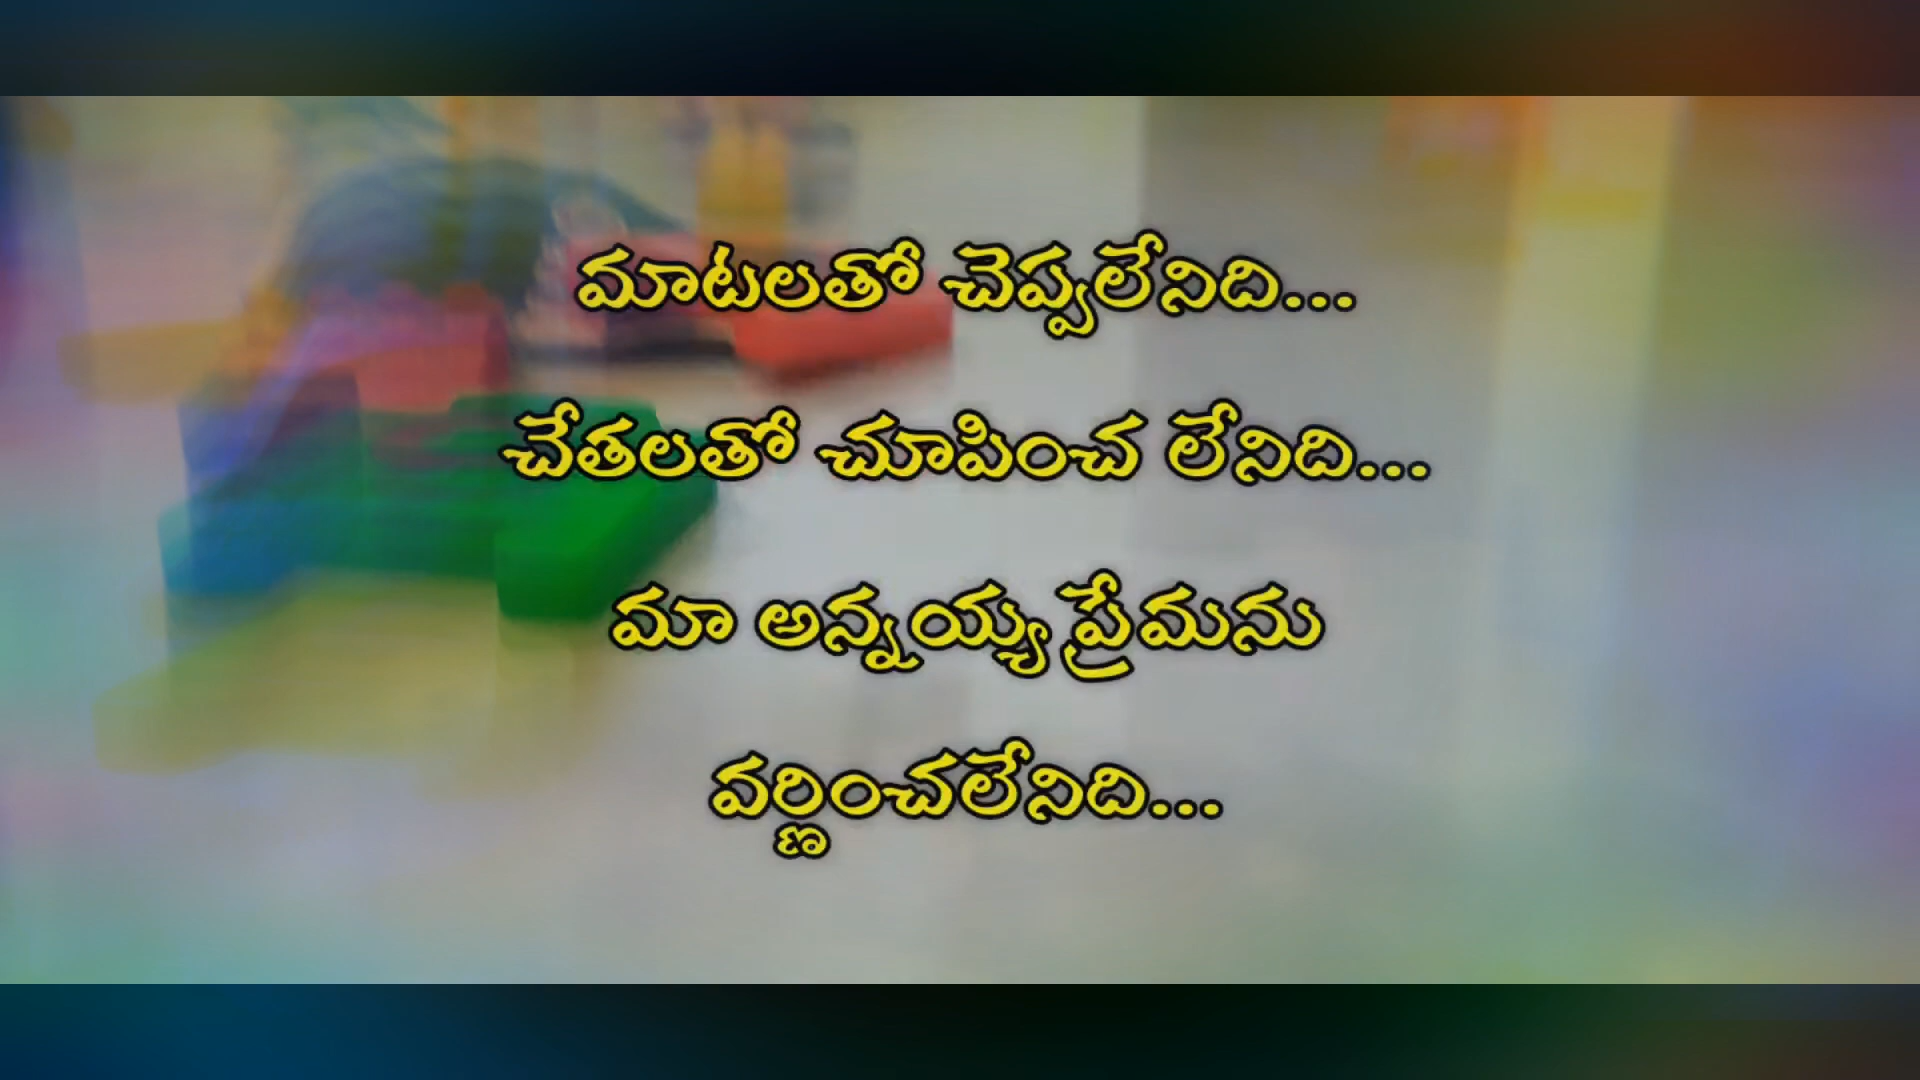 మాటలతో చెప్పలేనిది...
చేతలతో చూపించ లేనిది...
మా అన్నయ్య ప్రేమను
వర్ణించలేనిది...